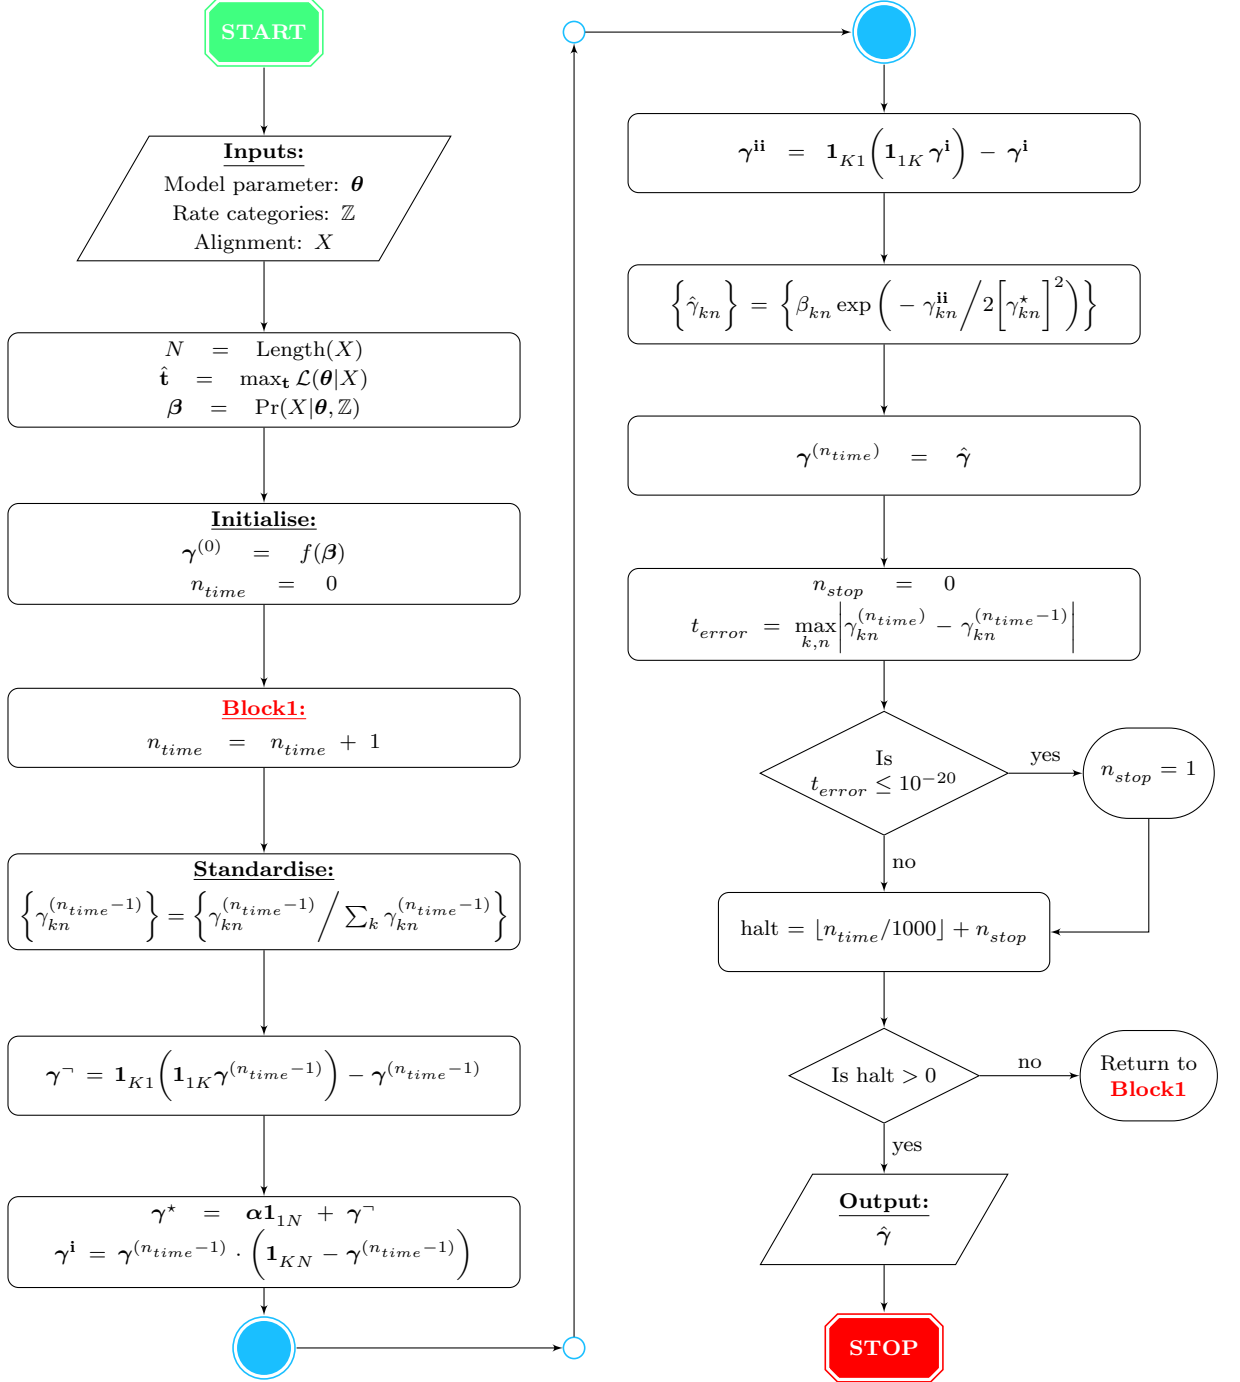 START
Inputs:
Model parameter: θ
Rate categories: ℤ
Alignment: X
N = Length(X)
t̂ = max_t ℒ(θ|X)
β = Pr(X|θ, ℤ)
Initialise:
γ^(0) = f(β)
n_time = 0
Block1:
n_time = n_time + 1
Standardise:
{γ_kn^(n_time−1)} = {γ_kn^(n_time−1) / ∑_k γ_kn^(n_time−1)}
γ^¬ = 1_K1(1_1K γ^(n_time−1)) − γ^(n_time−1)
γ^⋆ = α1_1N + γ^¬
γ^i = γ^(n_time−1) · (1_KN − γ^(n_time−1))
γ^ii = 1_K1(1_1K γ^i) − γ^i
{γ̂_kn} = {β_kn exp(− γ_kn^ii / 2[γ_kn^⋆]^2)}
γ^(n_time) = γ̂
n_stop = 0
t_error = max_k,n |γ_kn^(n_time) − γ_kn^(n_time−1)|
Is
t_error ≤ 10^−20
yes
n_stop = 1
no
halt = ⌊n_time/1000⌋ + n_stop
Is halt > 0
no
Return to
Block1
yes
Output:
γ̂
STOP